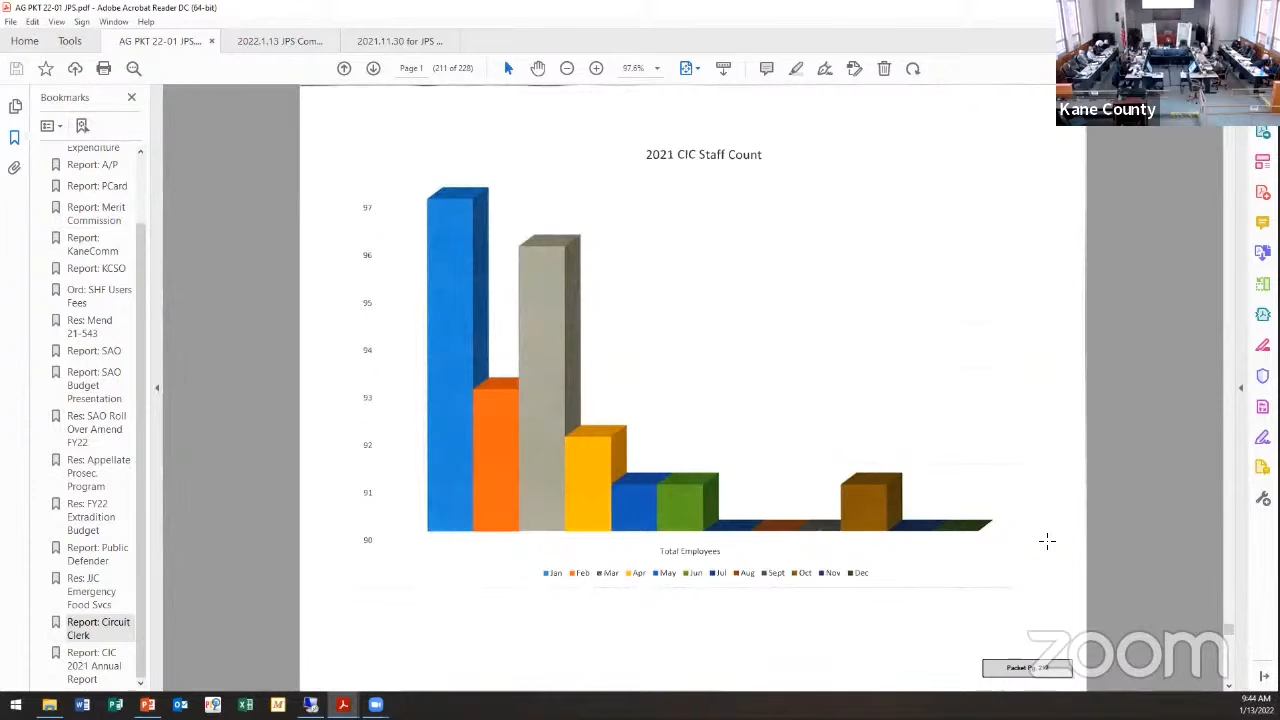 AG PKT 22-01 JPS.pdf - Adobe Acrobat Reader DC (64-bit)
File Edit View Sign Window Help
Home Tools AG PKT 22-01 JPS.... × 2022.1.13 JPS Com... 2021.11.30 for JPS ...
Page 1 (211 of 228) 97.6%
Kane County
Bookmarks
Expenditure
Report: A/P
Report: PCard
Report: Merit
Commission
Report:
KaneComm
Report: KCSO
Ord: SHF Users
Fees
Res: Mend
21-543
Report: SAO
Report: SAO
Budget
Presentation
Res: SAO Roll
Over Amend
FY22
Res: Appellate
Prosec.
Program
Res: FY22
Extradition
Budget
Report: Public
Defender
Res: JJC
Emergency
Food Svcs
Report: Circuit
Clerk
Report: CIC
2021 Annual
Report
2021 CIC Staff Count
97
96
95
94
93
92
91
90
Total Employees
Jan Feb Mar Apr May Jun Jul Aug Sept Oct Nov Dec
zoom
Packet Pg.
9:44 AM
1/13/2022